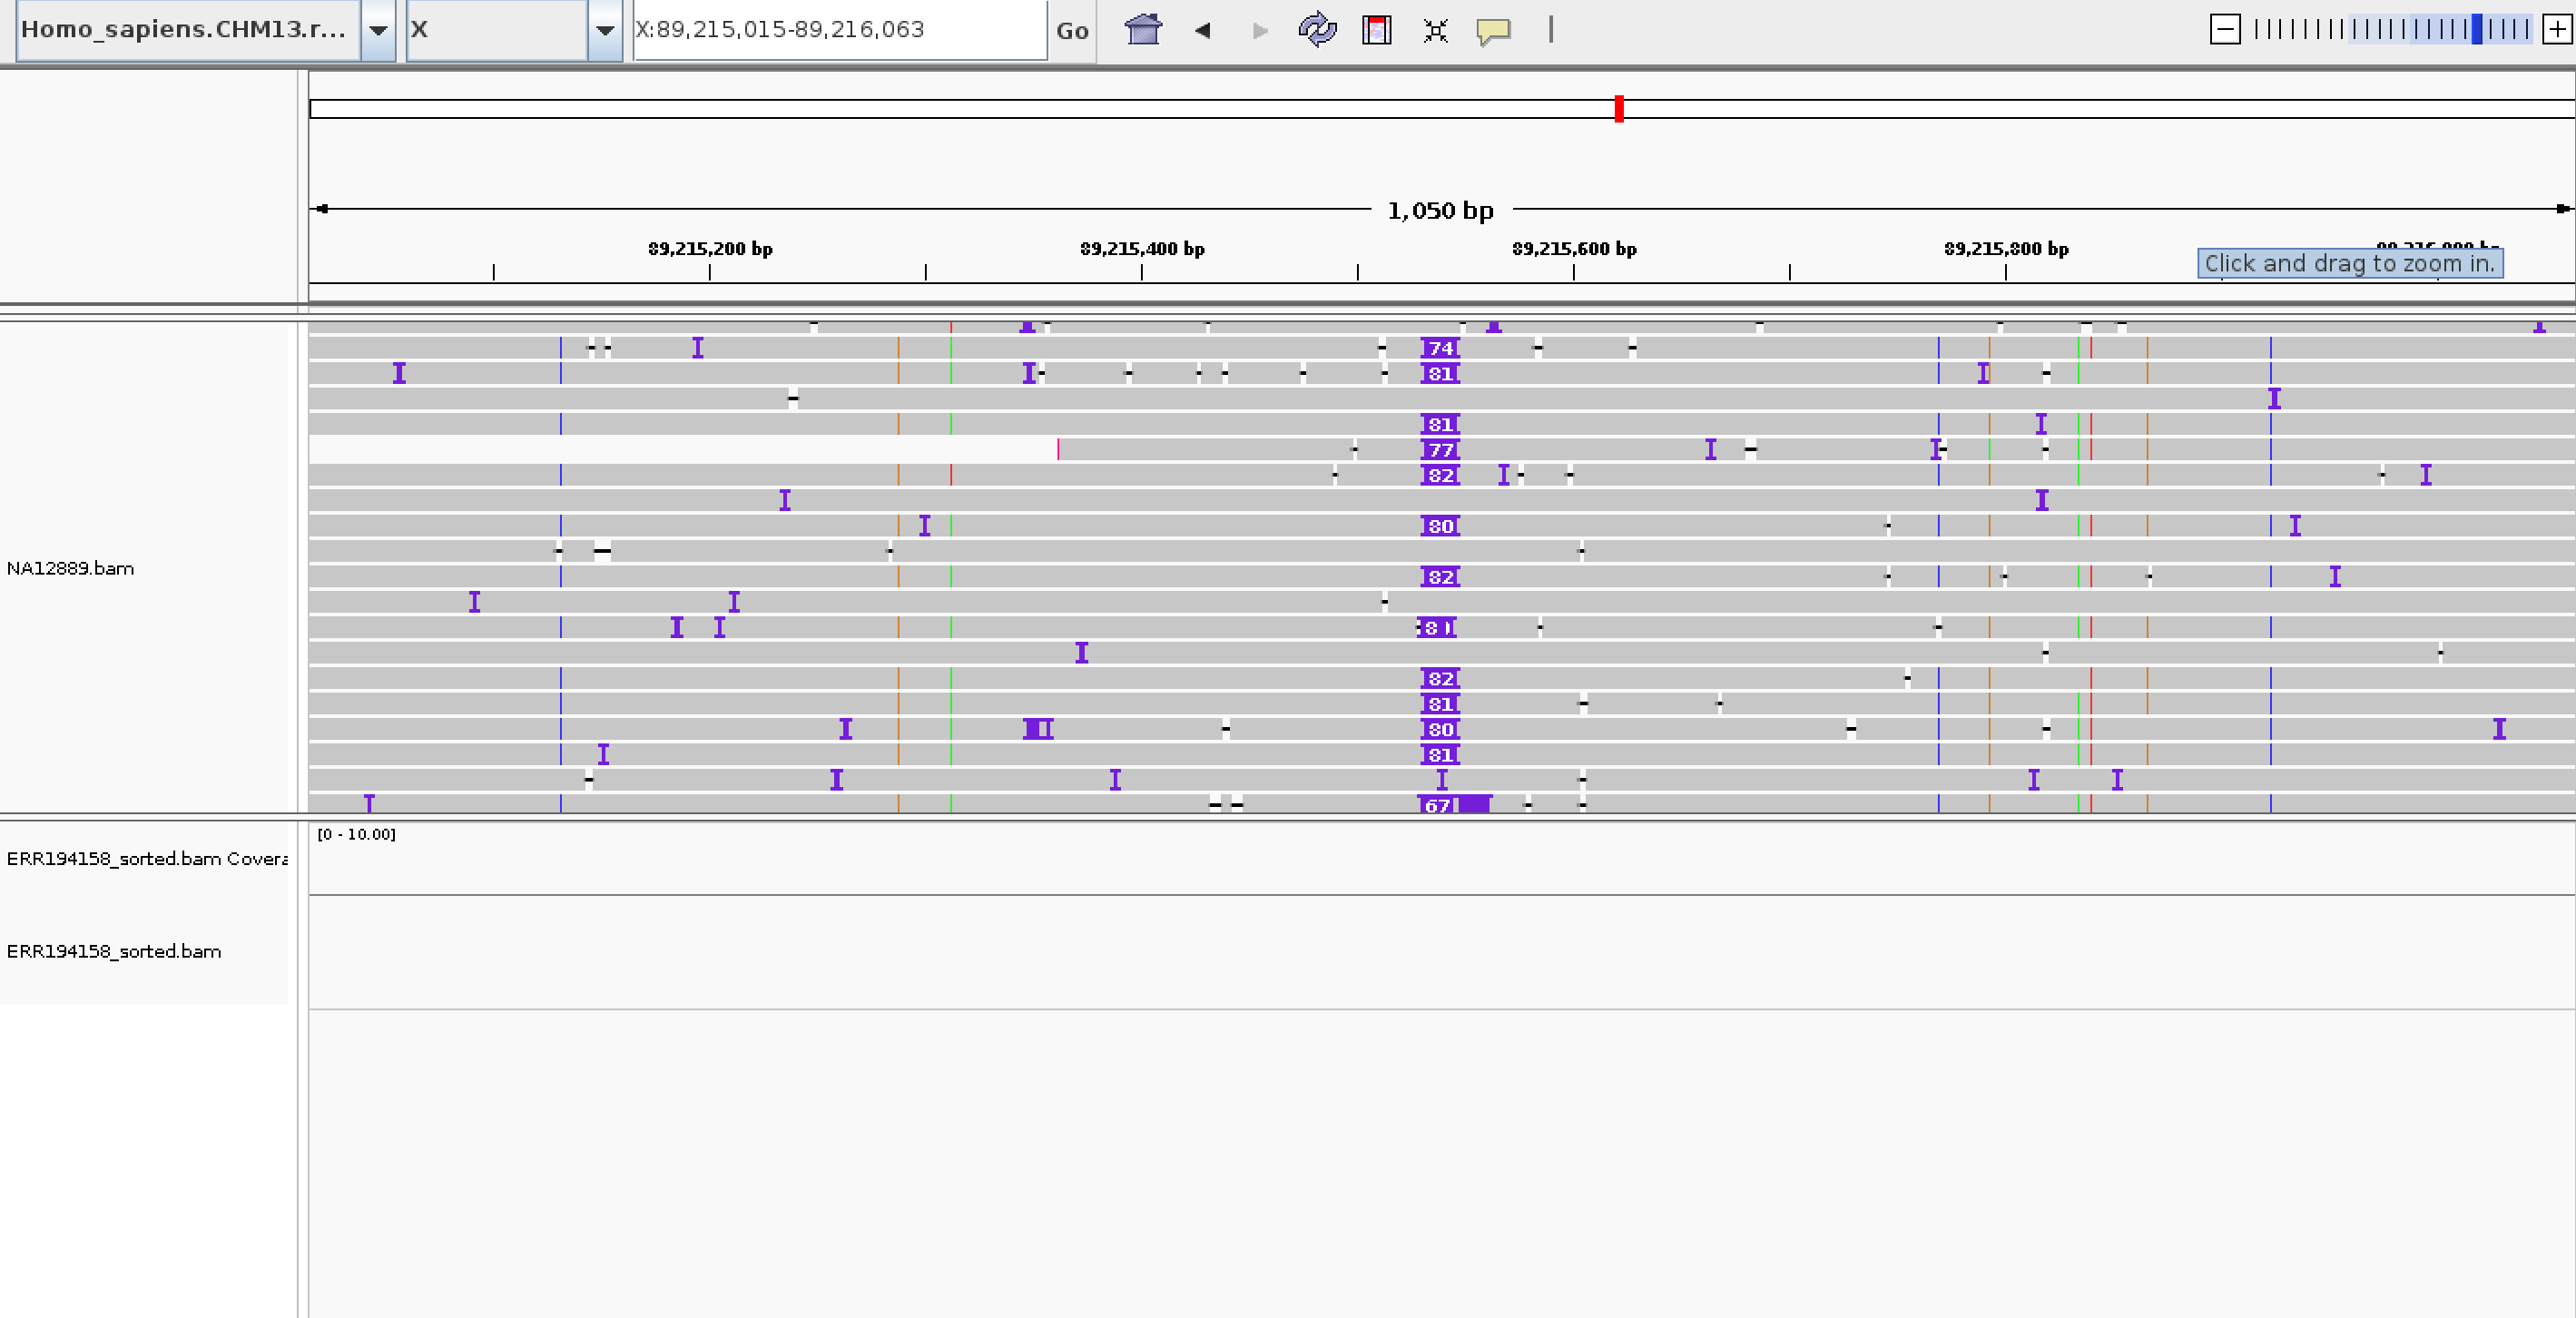 Homo_sapiens.CHM13.r... X X:89,215,015-89,216,063 Go
1,050 bp
89,215,200 bp 89,215,400 bp 89,215,600 bp 89,215,800 bp
Click and drag to zoom in.
74
81
81
77
82
80
NA12889.bam
82
8
82
81
80
81
67
[0 - 10.00]
ERR194158_sorted.bam Covera
ERR194158_sorted.bam